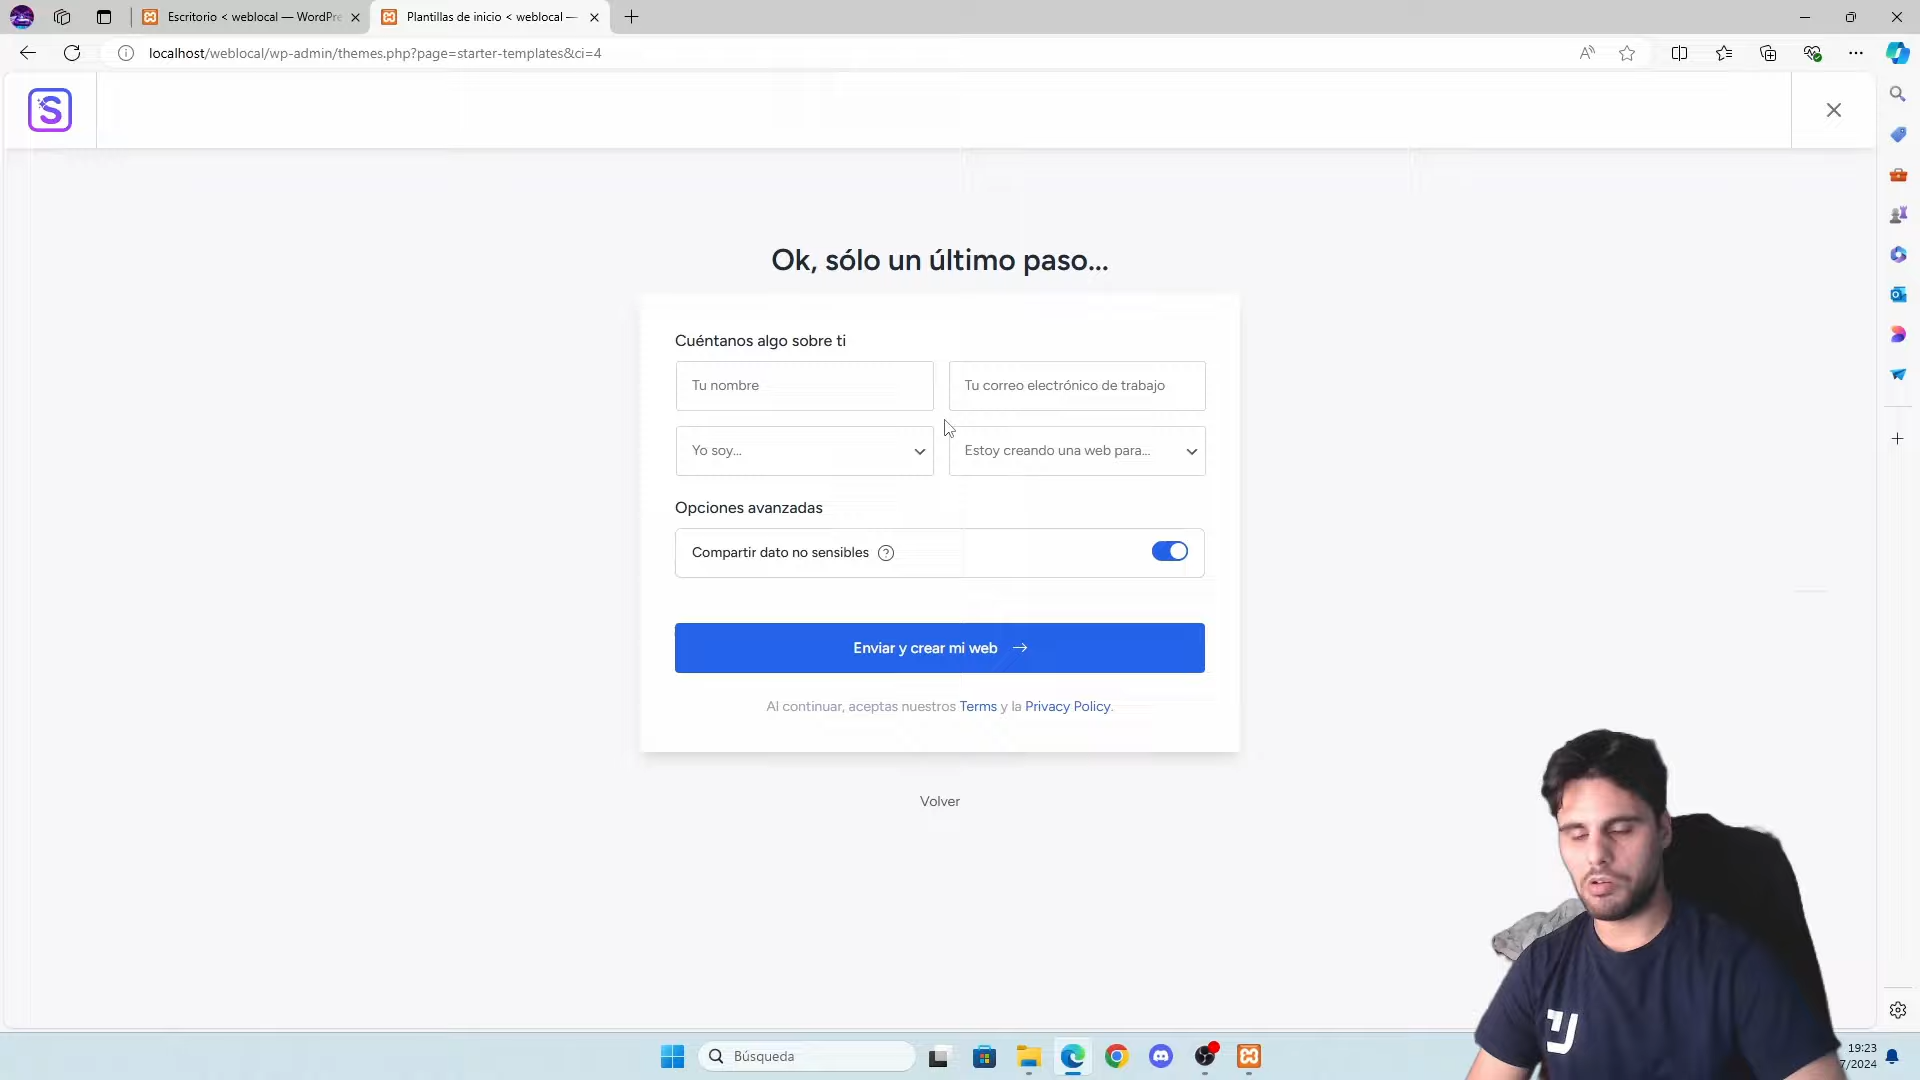 Escritorio < weblocal — WordPre
Plantillas de inicio < weblocal —
localhost/weblocal/wp-admin/themes.php?page=starter-templates&ci=4
Ok, sólo un último paso...
Cuéntanos algo sobre ti
Tu nombre
Tu correo electrónico de trabajo
Yo soy...
Estoy creando una web para...
Opciones avanzadas
Compartir dato no sensibles
Enviar y crear mi web
Al continuar, aceptas nuestros Terms y la Privacy Policy.
Volver
Búsqueda
19:23
7/2024